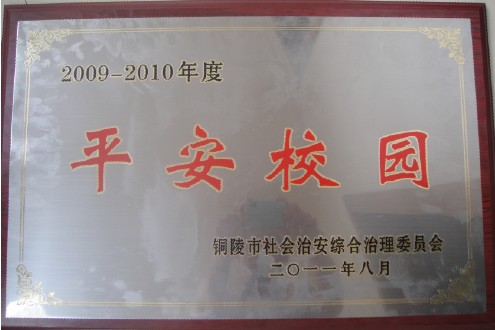 2009-2010年度
平安校园
铜陵市社会治安综合治理委员会
二〇一一年八月